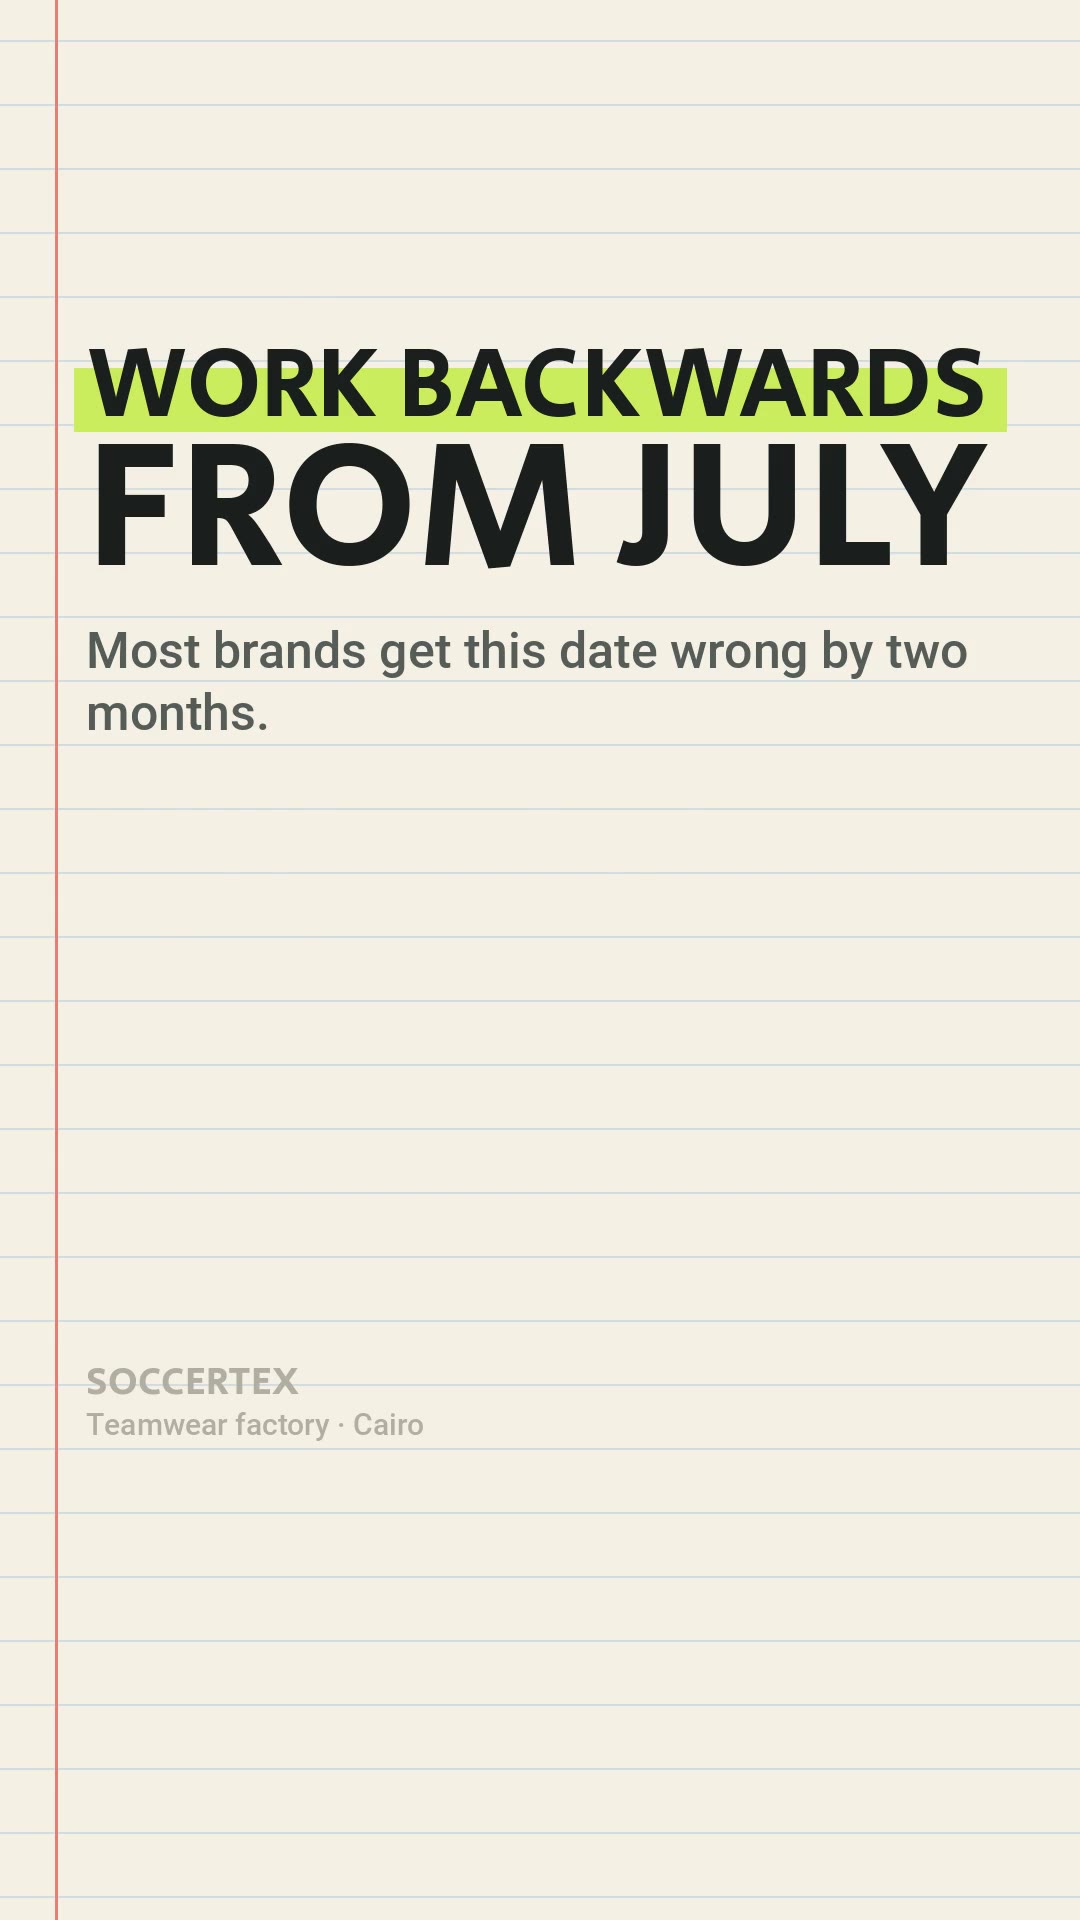 WORK BACKWARDS
FROM JULY
Most brands get this date wrong by two
months.
SOCCERTEX
Teamwear factory · Cairo